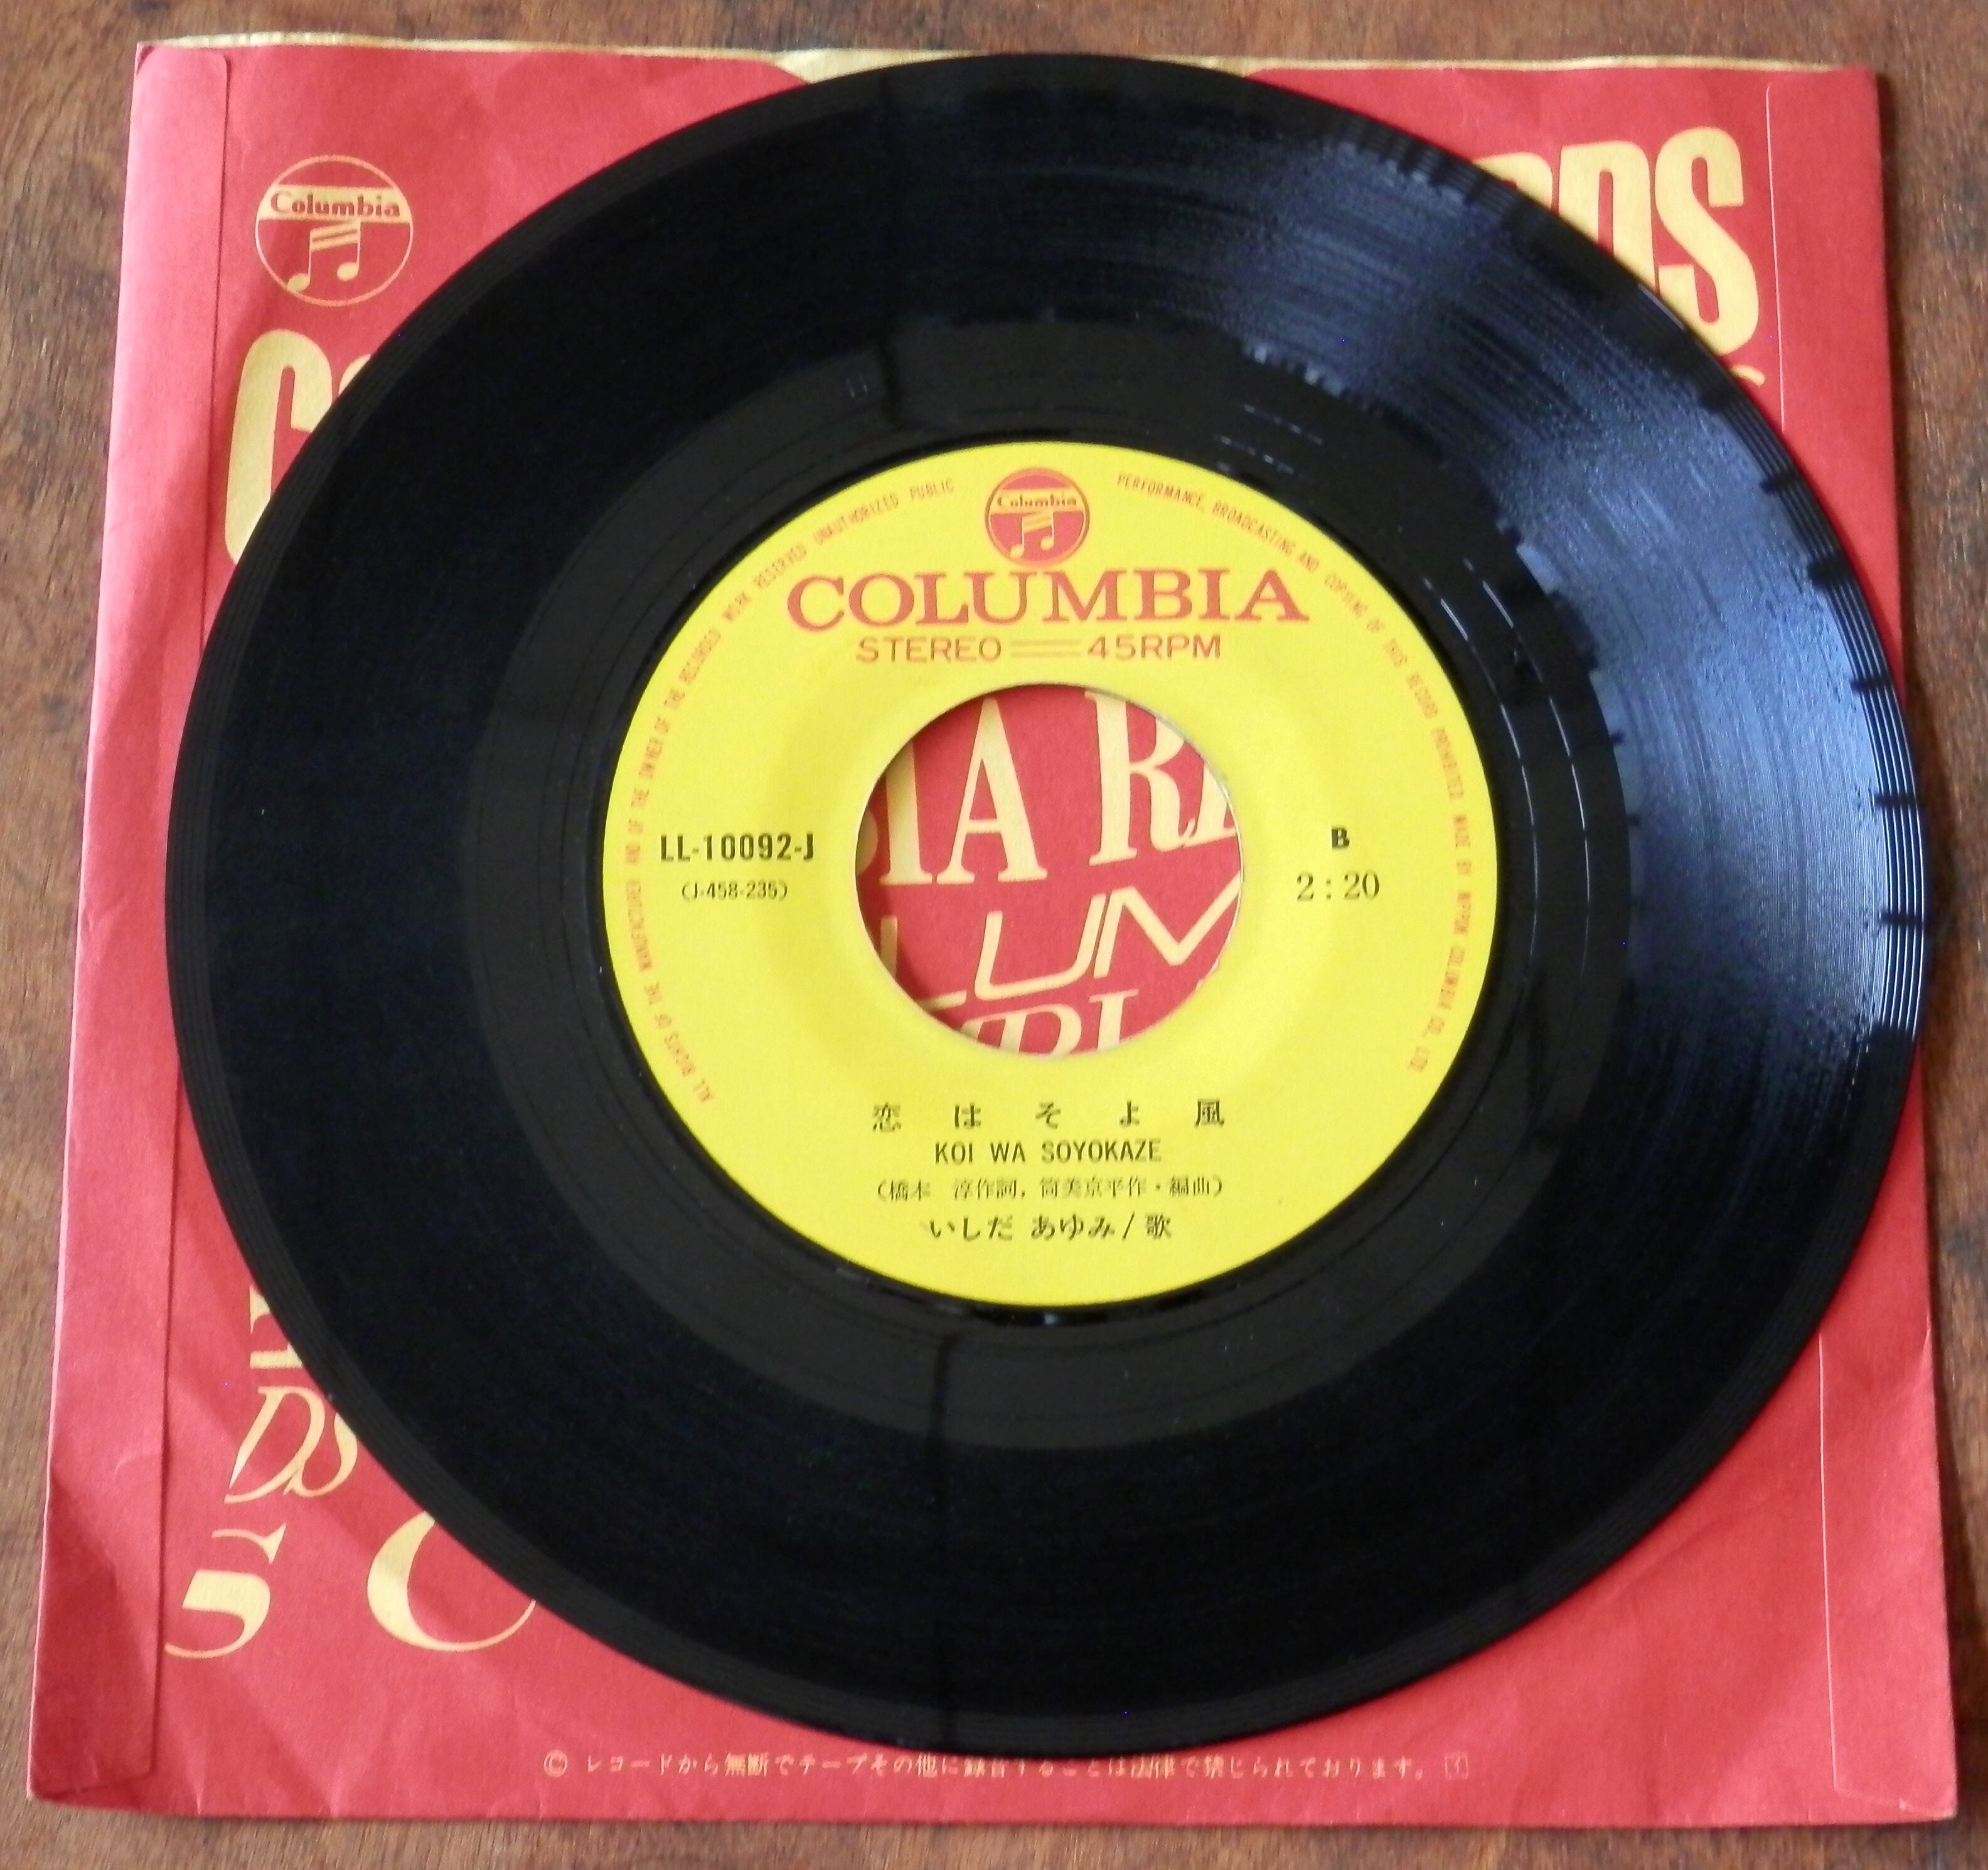 Columbia
RDS
Columbia
COLUMBIA
STEREO 45RPM
ALL RIGHTS OF THE MANUFACTURER AND OF THE OWNER OF THE RECORDED WORK RESERVED UNAUTHORIZED PUBLIC PERFORMANCE, BROADCASTING AND COPYING OF THIS RECORD PROHIBITED MADE BY NIPPON COLUMBIA CO., LTD
IA R
LUM
LL-10092-J
(J-458-235)
B
2:20
恋はそよ風
KOI WA SOYOKAZE
(橋本 淳作詞, 筒美京平作・編曲)
いしだ あゆみ/歌
DS
S C
© レコードから無断でテープその他に録音することは法律で禁じられております。